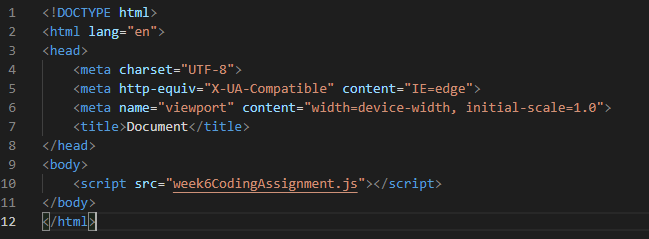 1 <!DOCTYPE html>
2 <html lang="en">
3 <head>
4     <meta charset="UTF-8">
5     <meta http-equiv="X-UA-Compatible" content="IE=edge">
6     <meta name="viewport" content="width=device-width, initial-scale=1.0">
7     <title>Document</title>
8 </head>
9 <body>
10     <script src="week6CodingAssignment.js"></script>
11 </body>
12 </html>